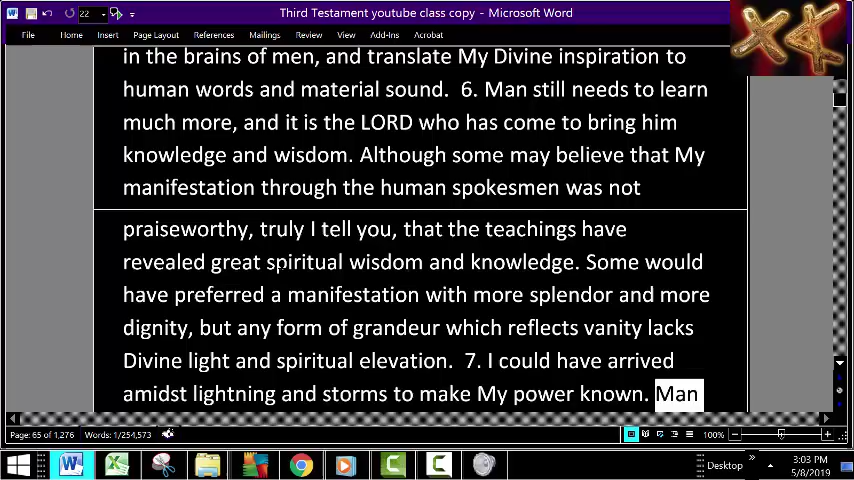 Third Testament youtube class copy - Microsoft Word
22
File Home Insert Page Layout References Mailings Review View Add-Ins Acrobat
in the brains of men, and translate My Divine inspiration to
human words and material sound. 6. Man still needs to learn
much more, and it is the LORD who has come to bring him
knowledge and wisdom. Although some may believe that My
manifestation through the human spokesmen was not
praiseworthy, truly I tell you, that the teachings have
revealed great spiritual wisdom and knowledge. Some would
have preferred a manifestation with more splendor and more
dignity, but any form of grandeur which reflects vanity lacks
Divine light and spiritual elevation. 7. I could have arrived
amidst lightning and storms to make My power known. Man
Page: 65 of 1,276 Words: 1/254,573 100%
Desktop 3:03 PM
5/8/2019